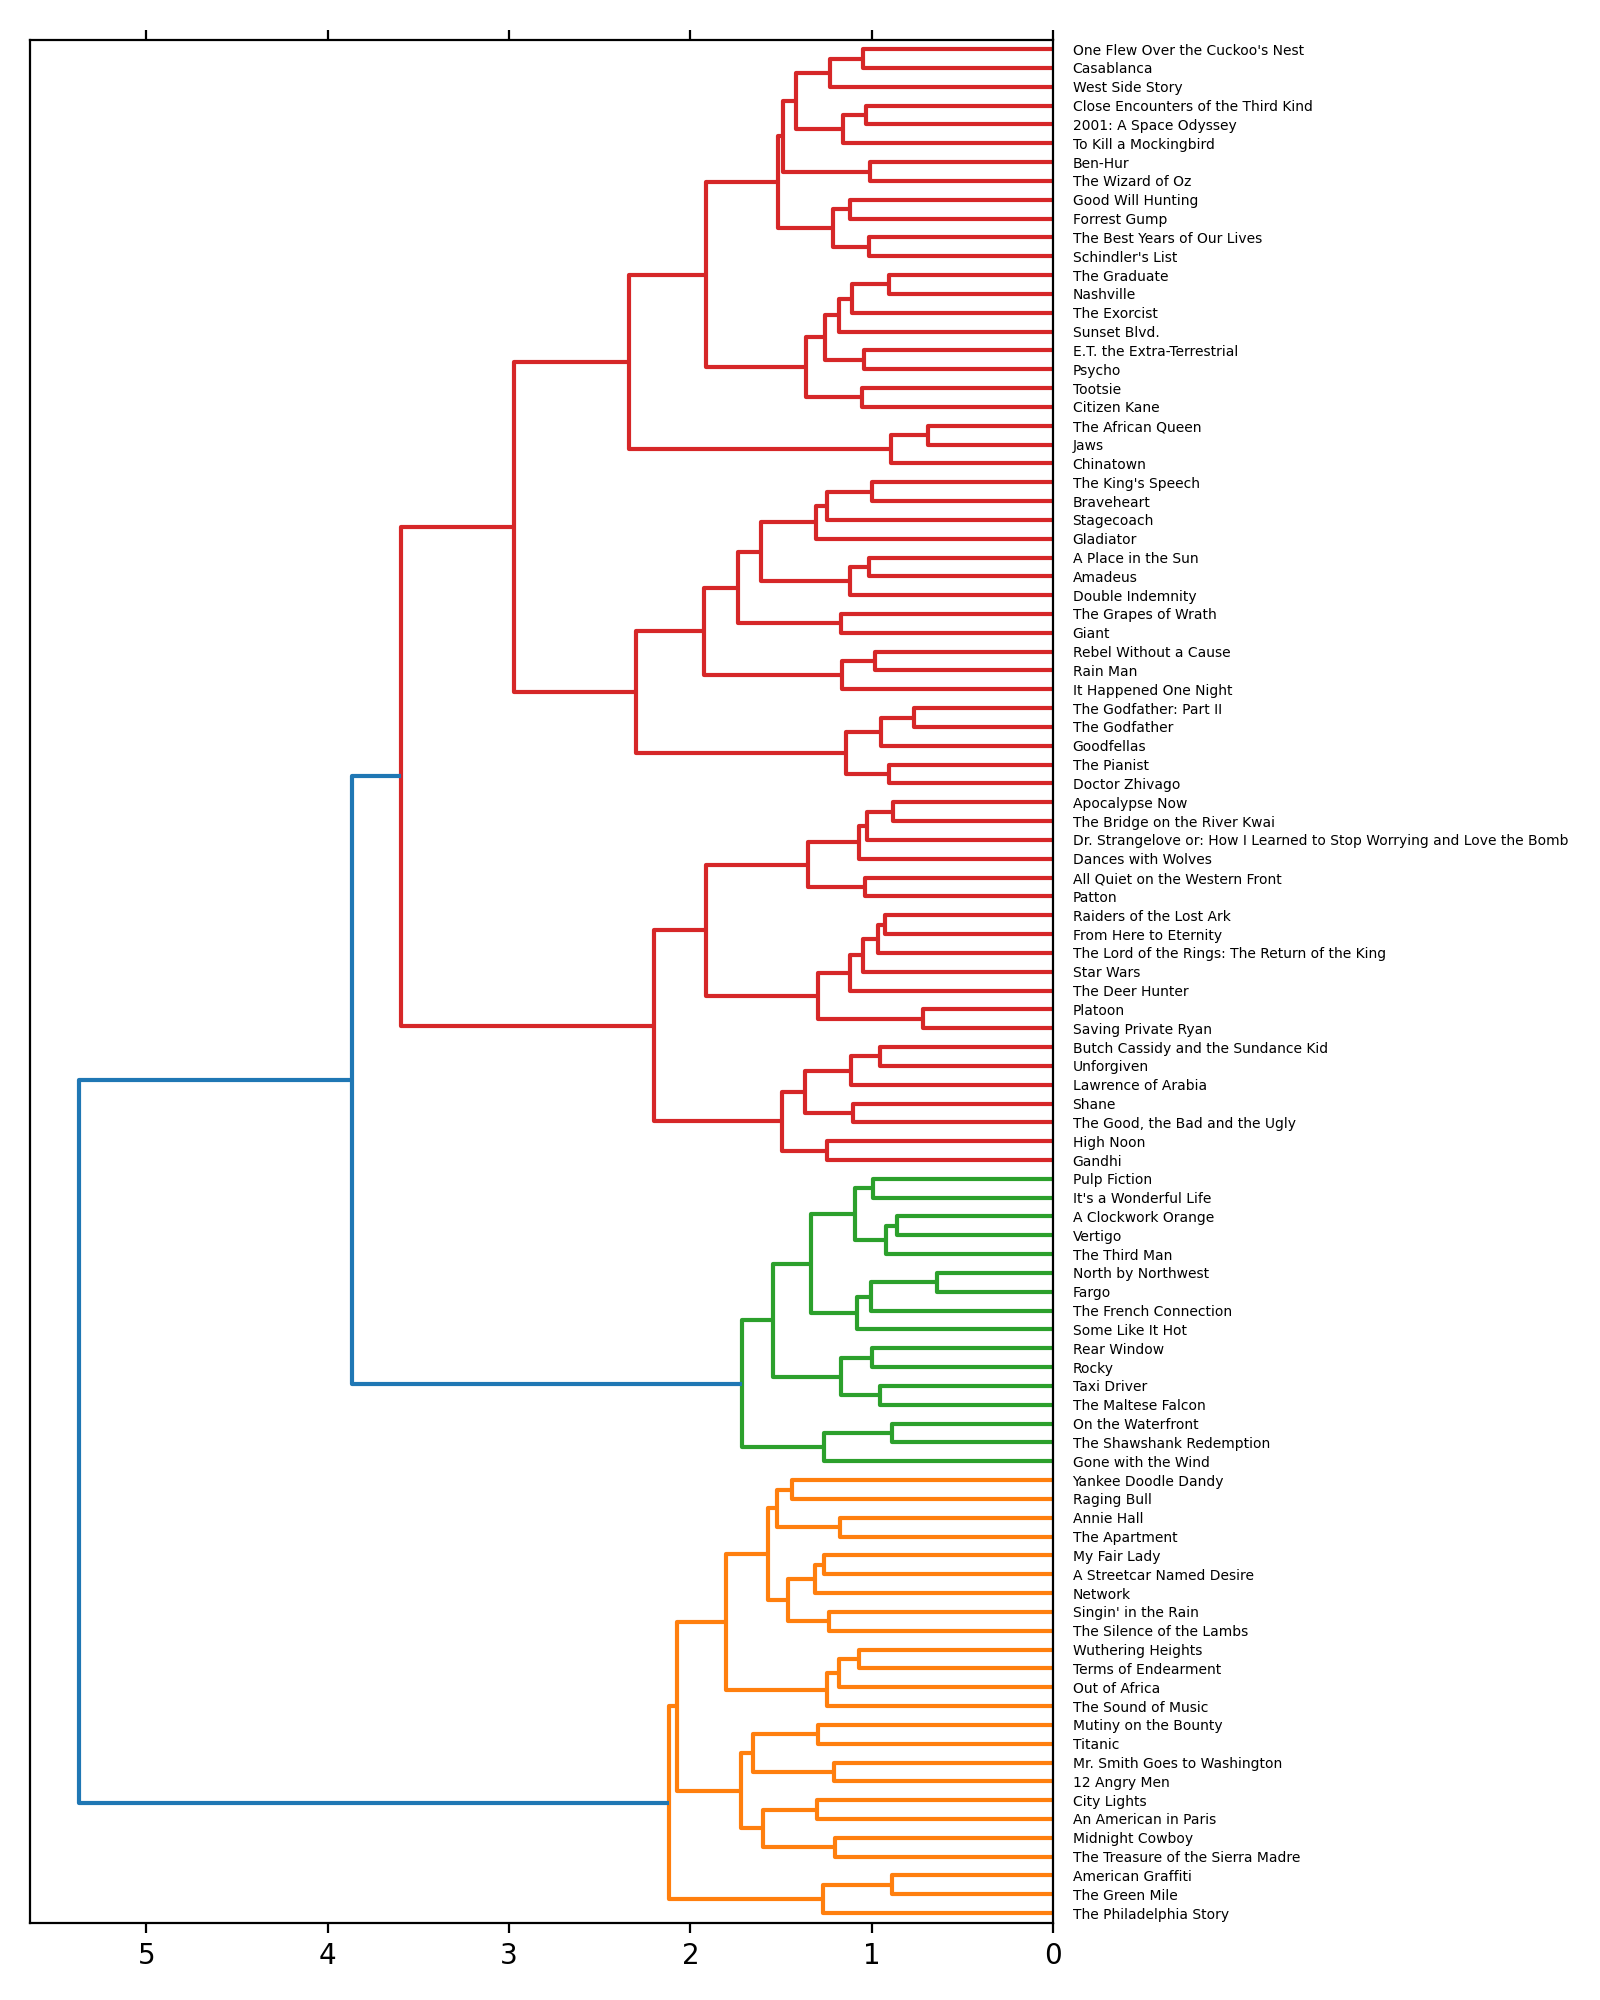 One Flew Over the Cuckoo's Nest
Casablanca
West Side Story
Close Encounters of the Third Kind
2001: A Space Odyssey
To Kill a Mockingbird
Ben-Hur
The Wizard of Oz
Good Will Hunting
Forrest Gump
The Best Years of Our Lives
Schindler's List
The Graduate
Nashville
The Exorcist
Sunset Blvd.
E.T. the Extra-Terrestrial
Psycho
Tootsie
Citizen Kane
The African Queen
Jaws
Chinatown
The King's Speech
Braveheart
Stagecoach
Gladiator
A Place in the Sun
Amadeus
Double Indemnity
The Grapes of Wrath
Giant
Rebel Without a Cause
Rain Man
It Happened One Night
The Godfather: Part II
The Godfather
Goodfellas
The Pianist
Doctor Zhivago
Apocalypse Now
The Bridge on the River Kwai
Dr. Strangelove or: How I Learned to Stop Worrying and Love the Bomb
Dances with Wolves
All Quiet on the Western Front
Patton
Raiders of the Lost Ark
From Here to Eternity
The Lord of the Rings: The Return of the King
Star Wars
The Deer Hunter
Platoon
Saving Private Ryan
Butch Cassidy and the Sundance Kid
Unforgiven
Lawrence of Arabia
Shane
The Good, the Bad and the Ugly
High Noon
Gandhi
Pulp Fiction
It's a Wonderful Life
A Clockwork Orange
Vertigo
The Third Man
North by Northwest
Fargo
The French Connection
Some Like It Hot
Rear Window
Rocky
Taxi Driver
The Maltese Falcon
On the Waterfront
The Shawshank Redemption
Gone with the Wind
Yankee Doodle Dandy
Raging Bull
Annie Hall
The Apartment
My Fair Lady
A Streetcar Named Desire
Network
Singin' in the Rain
The Silence of the Lambs
Wuthering Heights
Terms of Endearment
Out of Africa
The Sound of Music
Mutiny on the Bounty
Titanic
Mr. Smith Goes to Washington
12 Angry Men
City Lights
An American in Paris
Midnight Cowboy
The Treasure of the Sierra Madre
American Graffiti
The Green Mile
The Philadelphia Story
5 4 3 2 1 0